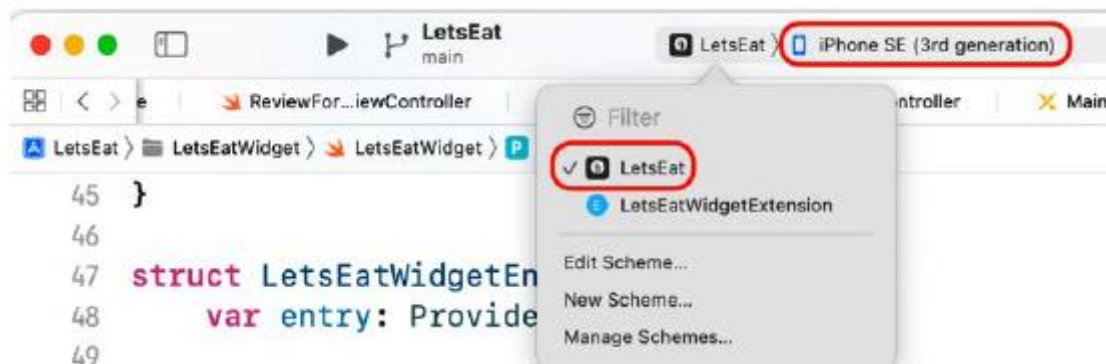 LetsEat
main
LetsEat iPhone SE (3rd generation)
e ReviewFor...iewController ntroller Main
LetsEat LetsEatWidget LetsEatWidget P
Filter
LetsEat
LetsEatWidgetExtension
Edit Scheme...
New Scheme...
Manage Schemes...
45 }
46
47 struct LetsEatWidgetEn
48 var entry: Provide
49